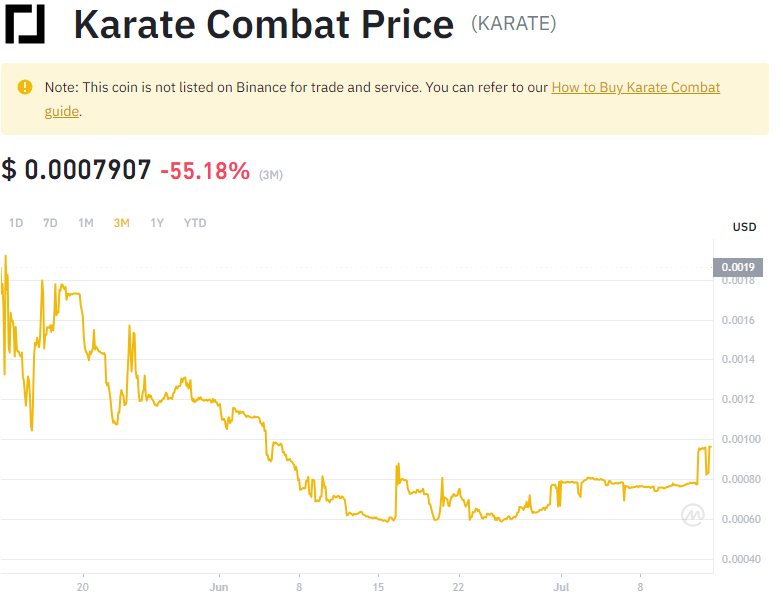 Karate Combat Price (KARATE)
Note: This coin is not listed on Binance for trade and service. You can refer to our How to Buy Karate Combat
guide.
$ 0.0007907 -55.18% (3M)
1D 7D 1M 3M 1Y YTD
USD
0.0019
0.0018
0.0016
0.0014
0.0012
0.00100
0.00080
0.00060
0.00040
20 Jun 8 15 22 Jul 8